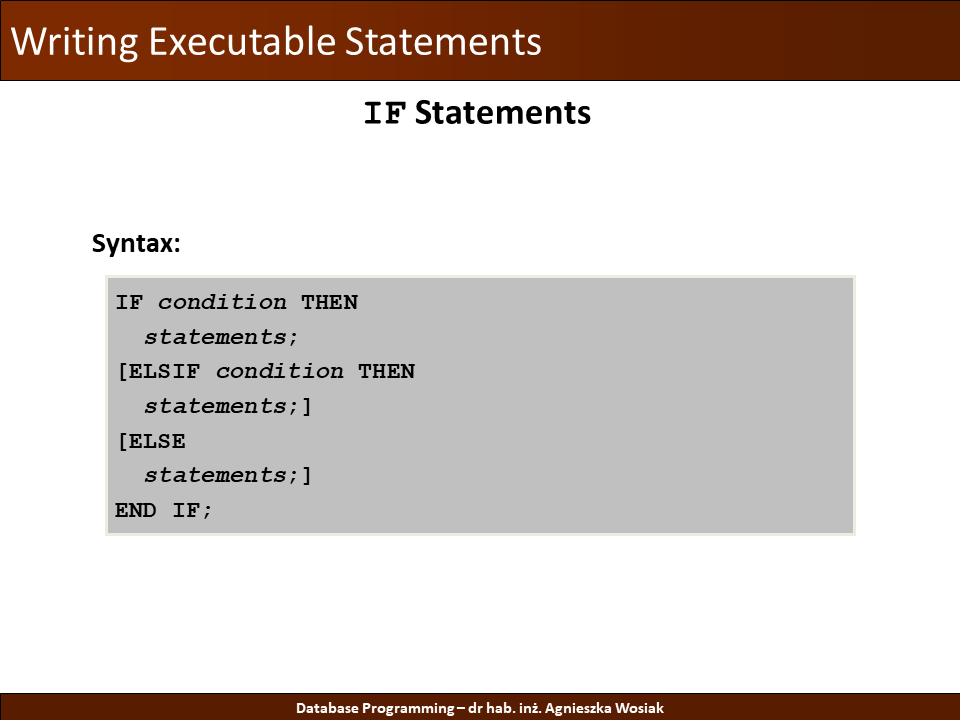 Writing Executable Statements
IF Statements
Syntax:
IF condition THEN
statements;
[ELSIF condition THEN
statements;]
[ELSE
statements;]
END IF;
Database Programming – dr hab. inż. Agnieszka Wosiak